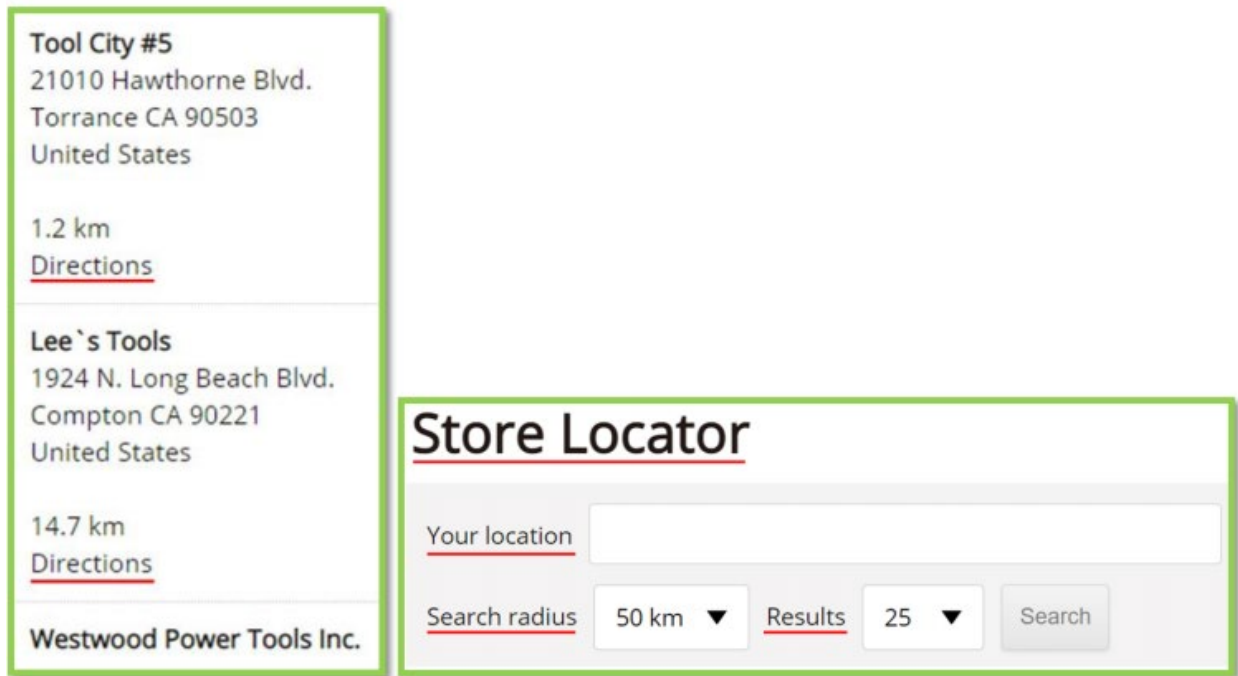 Tool City #5
21010 Hawthorne Blvd.
Torrance CA 90503
United States
1.2 km
Directions
Lee`s Tools
1924 N. Long Beach Blvd.
Compton CA 90221
United States
14.7 km
Directions
Westwood Power Tools Inc.
Store Locator
Your location
Search radius 50 km ▼ Results 25 ▼ Search